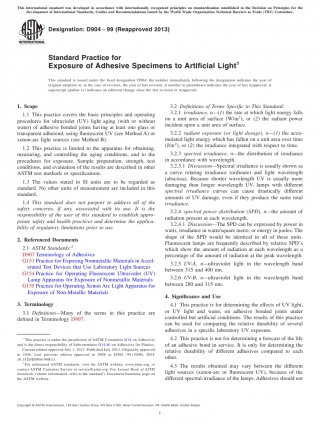 This international standard was developed in accordance with internationally recognized principles on standardization established in the Decision on Principles for the
Development of International Standards, Guides and Recommendations issued by the World Trade Organization Technical Barriers to Trade (TBT) Committee.
Designation: D904 − 99 (Reapproved 2013)
Standard Practice for
Exposure of Adhesive Specimens to Artificial Light1
This standard is issued under the fixed designation D904; the number immediately following the designation indicates the year of
original adoption or, in the case of revision, the year of last revision. A number in parentheses indicates the year of last reapproval. A
superscript epsilon (ε) indicates an editorial change since the last revision or reapproval.
1. Scope
1.1 This practice covers the basic principles and operating
procedures for ultraviolet (UV) light aging (with or without
water) of adhesive bonded joints having at least one glass or
transparent adherend, using fluorescent UV (see Method A) or
xenon-arc light sources (see Method B).
1.2 This practice is limited to the apparatus for obtaining,
measuring, and controlling the aging conditions, and to the
procedures for exposure. Sample preparation, strength, test
conditions, and evaluation of the results are described in other
ASTM test methods or specifications.
1.3 The values stated in SI units are to be regarded as
standard. No other units of measurement are included in this
standard.
1.4 This standard does not purport to address all of the
safety concerns, if any, associated with its use. It is the
responsibility of the user of this standard to establish appro-
priate safety and health practices and determine the applica-
bility of regulatory limitations prior to use.
2. Referenced Documents
2.1 ASTM Standards:2
D907 Terminology of Adhesives
G151 Practice for Exposing Nonmetallic Materials in Accel-
erated Test Devices that Use Laboratory Light Sources
G154 Practice for Operating Fluorescent Ultraviolet (UV)
Lamp Apparatus for Exposure of Nonmetallic Materials
G155 Practice for Operating Xenon Arc Light Apparatus for
Exposure of Non-Metallic Materials
3. Terminology
3.1 Definitions—Many of the terms in this practice are
defined in Terminology D907.
1 This practice is under the jurisdiction of ASTM Committee D14 on Adhesives
and is the direct responsibility of Subcommittee D14.80 on Adhesives for Plastics.
Current edition approved July 1, 2013. Published July 2013. Originally approved
in 1946. Last previous edition approved in 2006 as D904 – 99 (2006). DOI:
10.1520/D0904-99R13.
2 For referenced ASTM standards, visit the ASTM website, www.astm.org, or
contact ASTM Customer Service at service@astm.org. For Annual Book of ASTM
Standards volume information, refer to the standard's Document Summary page on
the ASTM website.
3.2 Definitions of Terms Specific to This Standard:
3.2.1 irradiance, n—(1) the rate at which light energy falls
on a unit area of surface (W/m2), or (2) the radiant power
incident upon a unit area of surface.
3.2.2 radiant exposure (or light dosage), n—(1) the accu-
mulated light energy which has fallen on a unit area over time
(J/m2), or (2) the irradiance integrated with respect to time.
3.2.3 spectral irradiance, n—the distribution of irradiance
in accordance with wavelength.
3.2.3.1 Discussion—Spectral irradiance is usually shown as
a curve relating irradiance (ordinate) and light wavelength
(abscissa). Because shorter wavelength UV is usually more
damaging than longer wavelength UV, lamps with different
spectral irradiance curves can cause drastically different
amounts of UV damage, even if they produce the same total
irradiance.
3.2.4 spectral power distribution (SPD), n—the amount of
radiation present at each wavelength.
3.2.4.1 Discussion—The SPD can be expressed by power in
watts, irradiance in watts/square metre, or energy in joules. The
shape of the SPD would be identical in all of these units.
Fluorescent lamps are frequently described by relative SPD's
which show the amount of radiation at each wavelength as a
percentage of the amount of radiation at the peak wavelength.
3.2.5 UV-A, n—ultraviolet light in the wavelength band
between 315 and 400 nm.
3.2.6 UV-B, n—ultraviolet light in the wavelength band
between 280 and 315 nm.
4. Significance and Use
4.1 This practice is for determining the effects of UV light,
or UV light and water, on adhesive bonded joints under
controlled but artificial conditions. The results of this practice
can be used for comparing the relative durability of several
adhesives in a specific laboratory UV exposure.
4.2 This practice is not for determining a forecast of the life
of an adhesive bond in service. It is only for determining the
relative durability of different adhesives compared to each
other.
4.3 The results obtained may vary between the different
light sources (xenon-arc or fluorescent UV), because of the
different spectral-irradiance of the lamps. Adhesives should not
Copyright © ASTM International, 100 Barr Harbor Drive, PO Box C700, West Conshohocken, PA 19428-2959. United States
1